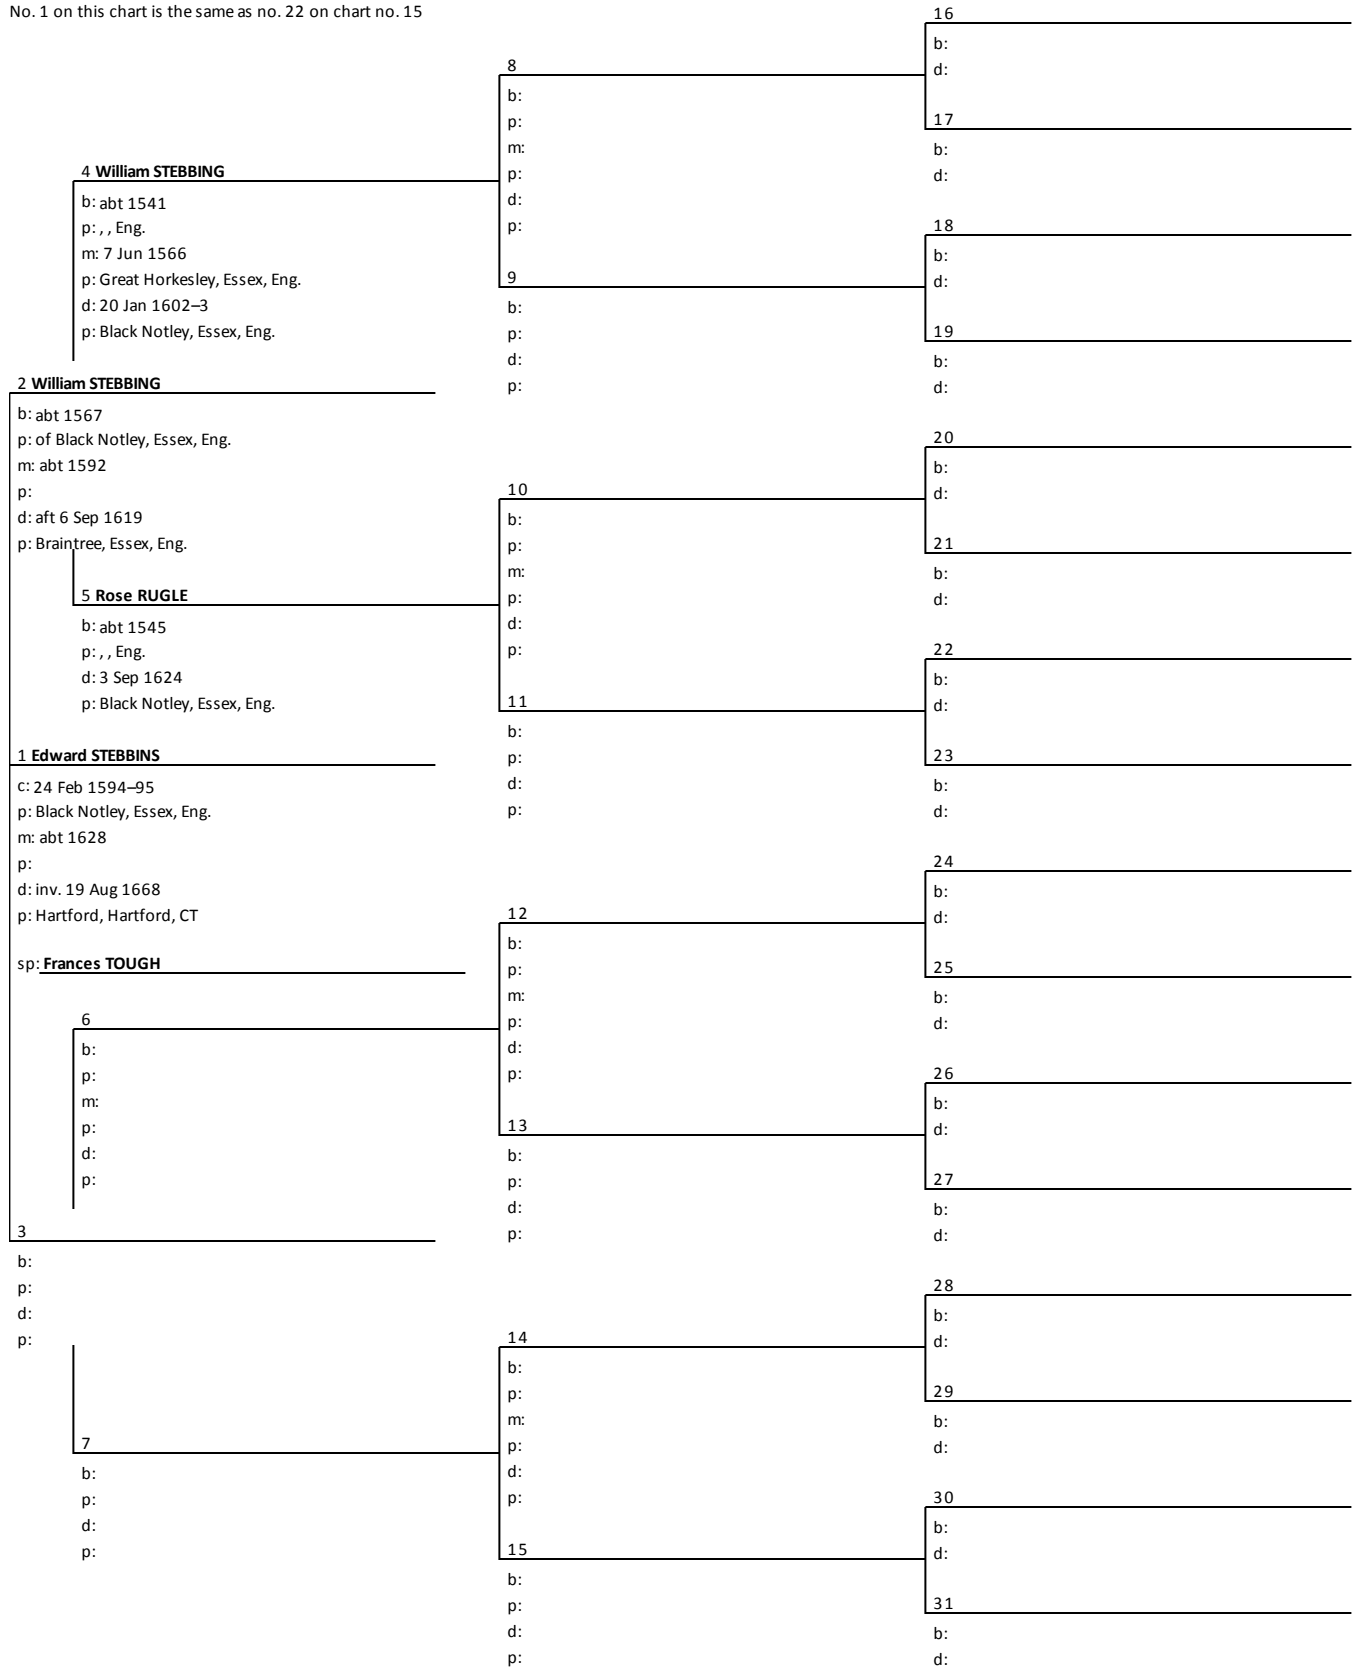 No. 1 on this chart is the same as no. 22 on chart no. 15
4 William STEBBING
b: abt 1541
p: , , Eng.
m: 7 Jun 1566
p: Great Horkesley, Essex, Eng.
d: 20 Jan 1602–3
p: Black Notley, Essex, Eng.
2 William STEBBING
b: abt 1567
p: of Black Notley, Essex, Eng.
m: abt 1592
p:
d: aft 6 Sep 1619
p: Braintree, Essex, Eng.
5 Rose RUGLE
b: abt 1545
p: , , Eng.
d: 3 Sep 1624
p: Black Notley, Essex, Eng.
1 Edward STEBBINS
c: 24 Feb 1594–95
p: Black Notley, Essex, Eng.
m: abt 1628
p:
d: inv. 19 Aug 1668
p: Hartford, Hartford, CT
sp: Frances TOUGH
6
b:
p:
m:
p:
d:
p:
3
b:
p:
d:
p:
7
b:
p:
d:
p:
8
b:
p:
m:
p:
d:
p:
9
b:
p:
d:
p:
10
b:
p:
m:
p:
d:
p:
11
b:
p:
d:
p:
12
b:
p:
m:
p:
d:
p:
13
b:
p:
d:
p:
14
b:
p:
m:
p:
d:
p:
15
b:
p:
d:
p:
16
b:
d:
17
b:
d:
18
b:
d:
19
b:
d:
20
b:
d:
21
b:
d:
22
b:
d:
23
b:
d:
24
b:
d:
25
b:
d:
26
b:
d:
27
b:
d:
28
b:
d:
29
b:
d:
30
b:
d:
31
b:
d: